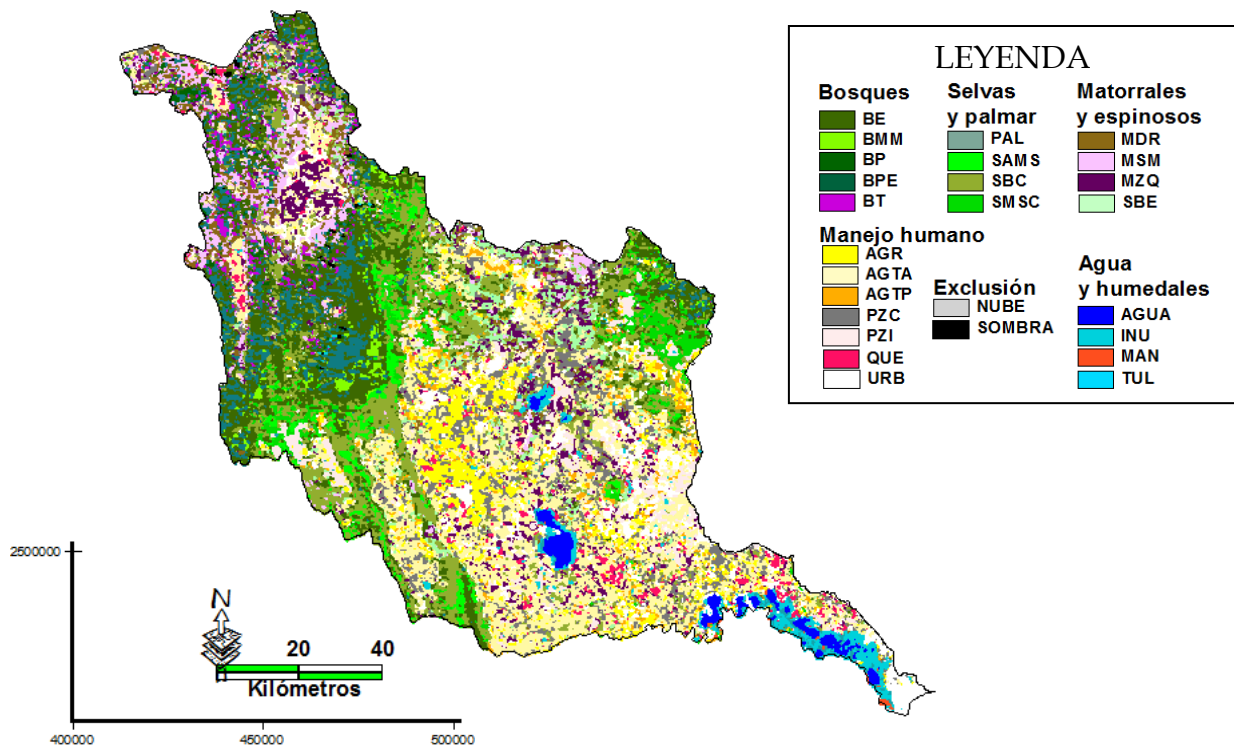 LEYENDA
Bosques
BE
BMM
BP
BPE
BT
Selvas
y palmar
PAL
SAMS
SBC
SMSC
Matorrales
y espinosos
MDR
MSM
MZQ
SBE
Manejo humano
AGR
AGTA
AGTP
PZC
PZI
QUE
URB
Exclusión
NUBE
SOMBRA
Agua
y humedales
AGUA
INU
MAN
TUL
2500000
N
20 40
Kilómetros
400000 450000 500000